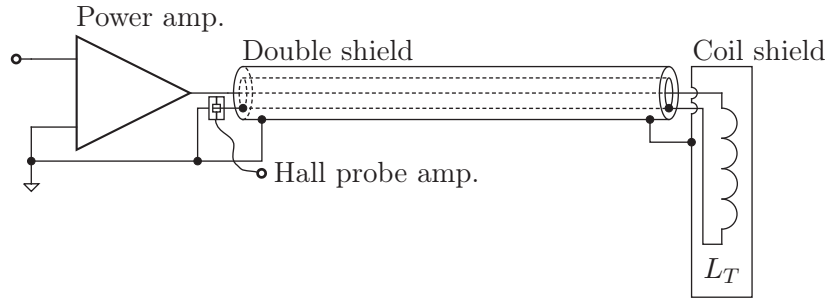 Power amp.
Double shield
Coil shield
Hall probe amp.
L_T